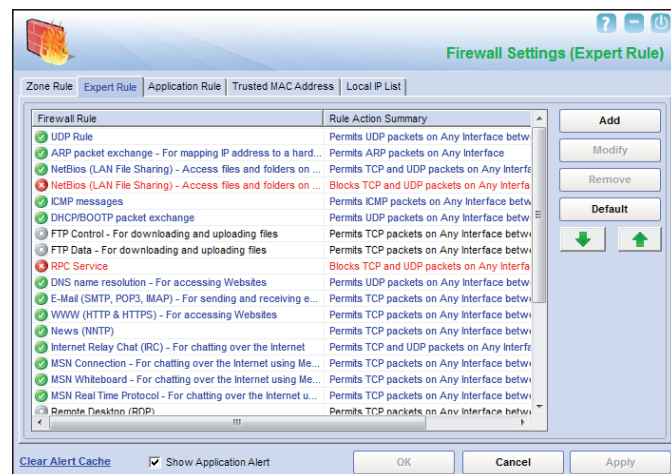 ?
Firewall Settings (Expert Rule)
Zone Rule Expert Rule Application Rule Trusted MAC Address Local IP List
Firewall Rule Rule Action Summary
UDP Rule Permits UDP packets on Any Interface betw
ARP packet exchange - For mapping IP address to a hard... Permits ARP packets on Any Interface
NetBios (LAN File Sharing) - Access files and folders on ... Permits TCP and UDP packets on Any Interfa
NetBios (LAN File Sharing) - Access files and folders on ... Blocks TCP and UDP packets on Any Interfa
ICMP messages Permits ICMP packets on Any Interface betw
DHCP/BOOTP packet exchange Permits UDP packets on Any Interface betw
FTP Control - For downloading and uploading files Permits TCP packets on Any Interface betwe
FTP Data - For downloading and uploading files Permits TCP packets on Any Interface betwe
RPC Service Blocks TCP and UDP packets on Any Interfa
DNS name resolution - For accessing Websites Permits UDP packets on Any Interface betw
E-Mail (SMTP, POP3, IMAP) - For sending and receiving e... Permits TCP packets on Any Interface betwe
WWW (HTTP & HTTPS) - For accessing Websites Permits TCP packets on Any Interface betwe
News (NNTP) Permits TCP packets on Any Interface betwe
Internet Relay Chat (IRC) - For chatting over the Internet Permits TCP and UDP packets on Any Interfa
MSN Connection - For chatting over the Internet using Me... Permits TCP packets on Any Interface betwe
MSN Whiteboard - For chatting over the Internet using Me... Permits TCP packets on Any Interface betwe
MSN Real Time Protocol - For chatting over the Internet u... Permits TCP packets on Any Interface betwe
Remote Desktop (RDP) Permits TCP packets on Any Interface betwe
Add
Modify
Remove
Default
Clear Alert Cache Show Application Alert OK Cancel Apply